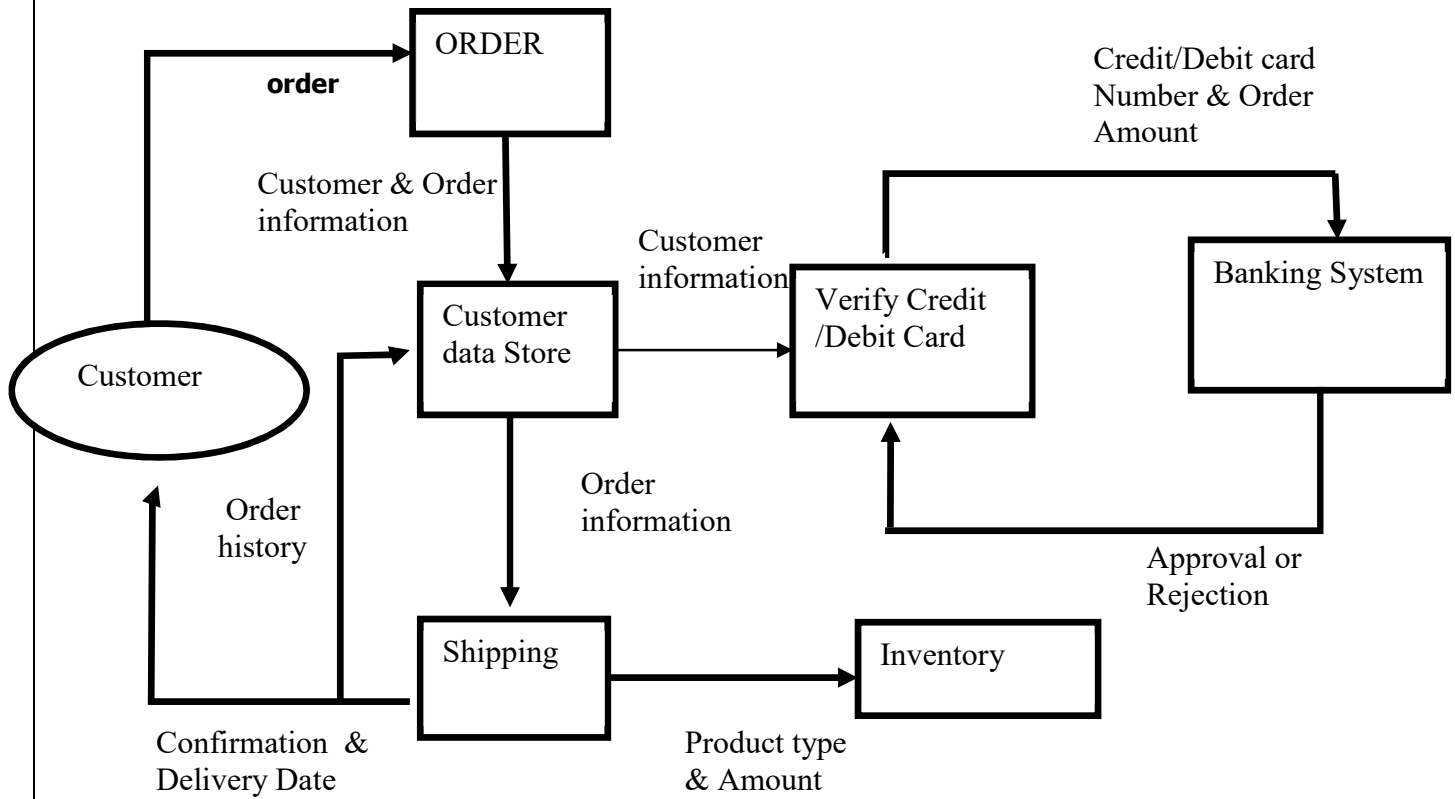 ORDER
order
Credit/Debit card
Number & Order
Amount
Customer & Order
information
Customer
information
Banking System
Verify Credit
/Debit Card
Customer
data Store
Customer
Order
history
Order
information
Approval or
Rejection
Shipping
Inventory
Confirmation  &
Delivery Date
Product type
& Amount